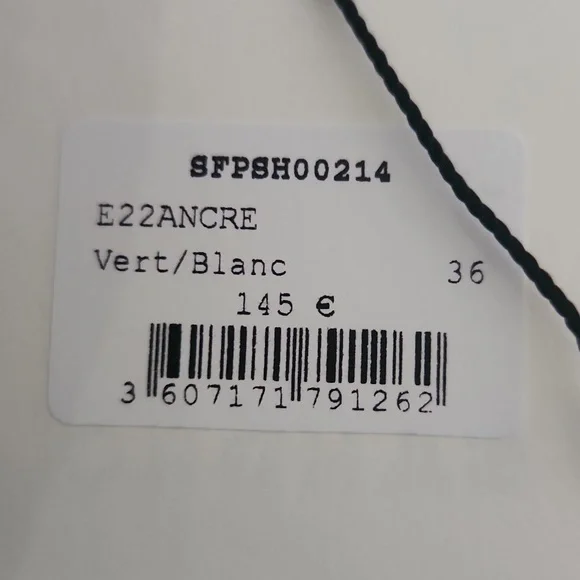 SFPSH00214
E22ANCRE
Vert/Blanc 36
145 €
3 607171 791262